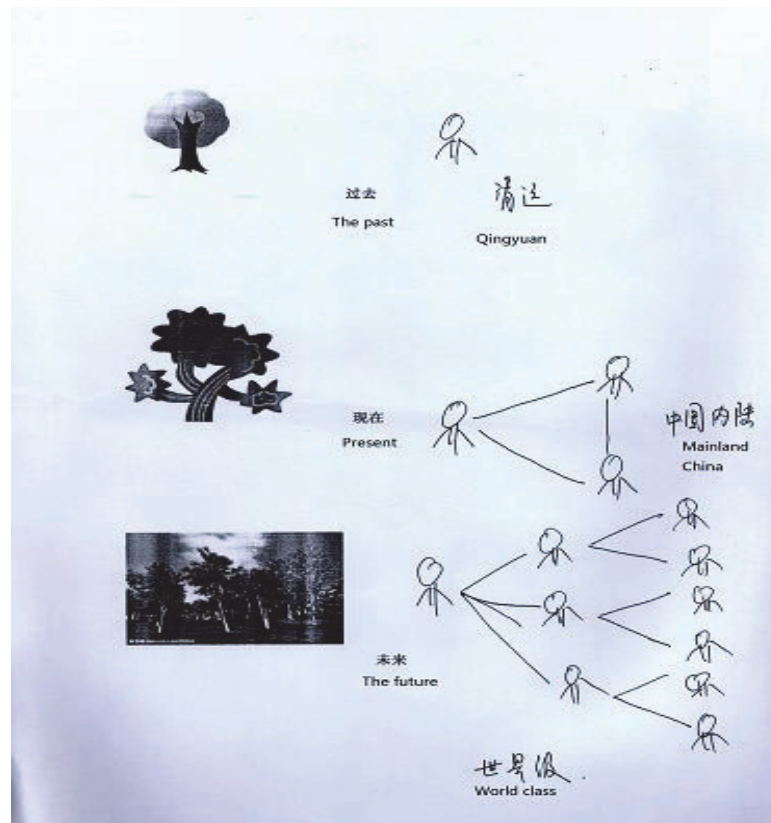 过去
The past
清远
Qingyuan
现在
Present
中国内陆
Mainland
China
未来
The future
世界级.
World class